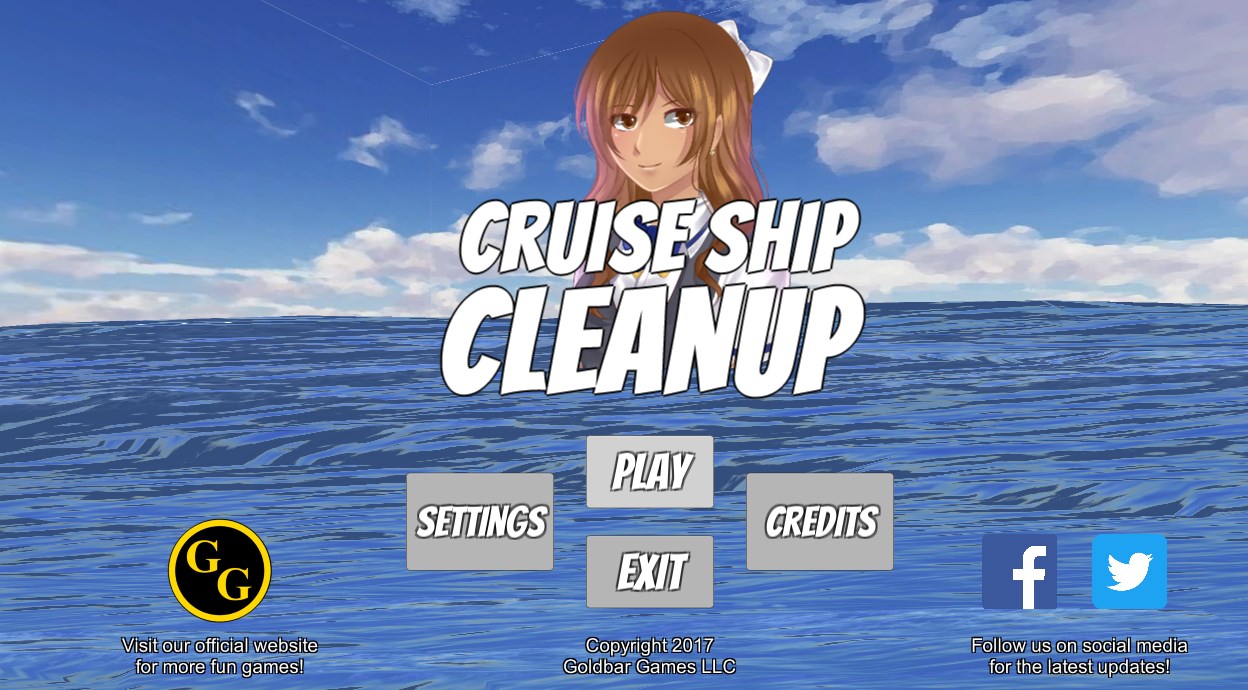 CRUISE SHIP
CLEANUP
PLAY
SETTINGS
CREDITS
EXIT
G
G
f
Visit our official website
for more fun games!
Copyright 2017
Goldbar Games LLC
Follow us on social media
for the latest updates!